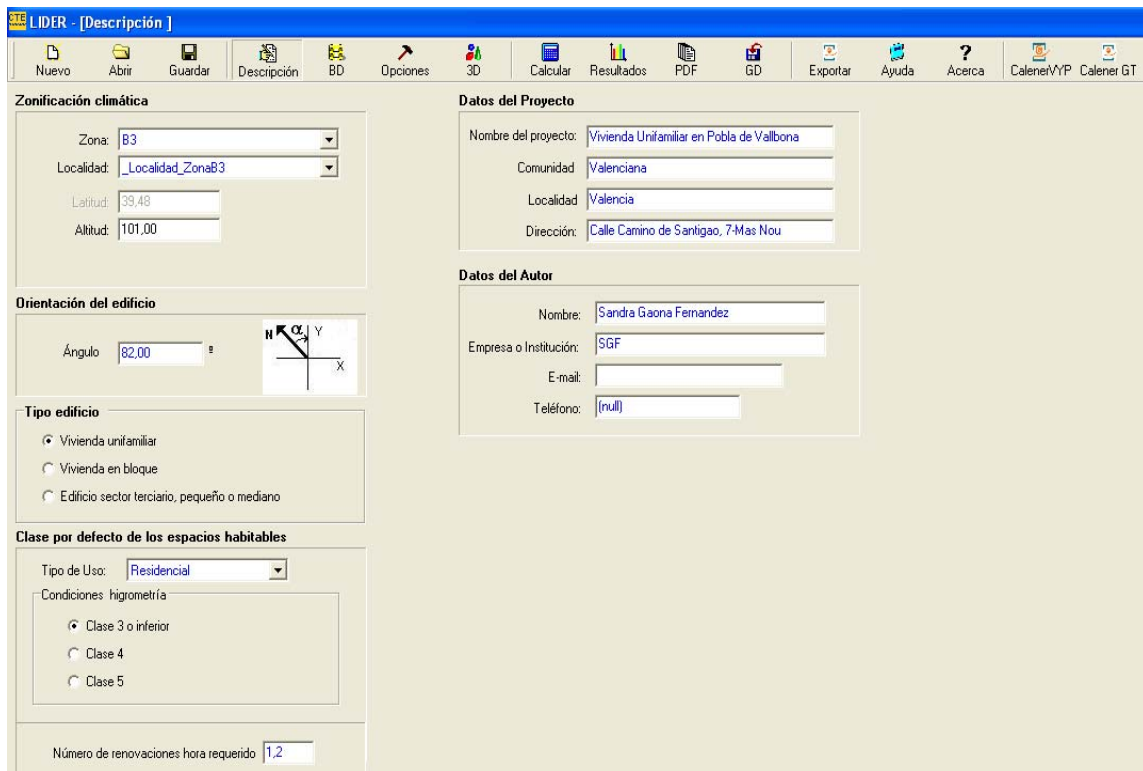 CTE LIDER - [Descripción ]
Nuevo Abrir Guardar Descripción BD Opciones 3D Calcular Resultados PDF GD Exportar Ayuda Acerca CalenerVYP Calener GT
Zonificación climática
Zona: B3
Localidad: _Localidad_ZonaB3
Latitud: 39,48
Altitud: 101,00
Orientación del edificio
Ángulo 82,00 º
N α Y
X
Tipo edificio
Vivienda unifamiliar
Vivienda en bloque
Edificio sector terciario, pequeño o mediano
Clase por defecto de los espacios habitables
Tipo de Uso: Residencial
Condiciones higrometría
Clase 3 o inferior
Clase 4
Clase 5
Número de renovaciones hora requerido 1,2
Datos del Proyecto
Nombre del proyecto: Vivienda Unifamiliar en Pobla de Vallbona
Comunidad Valenciana
Localidad Valencia
Dirección: Calle Camino de Santigao, 7-Mas Nou
Datos del Autor
Nombre: Sandra Gaona Fernandez
Empresa o Institución: SGF
E-mail:
Teléfono: (null)